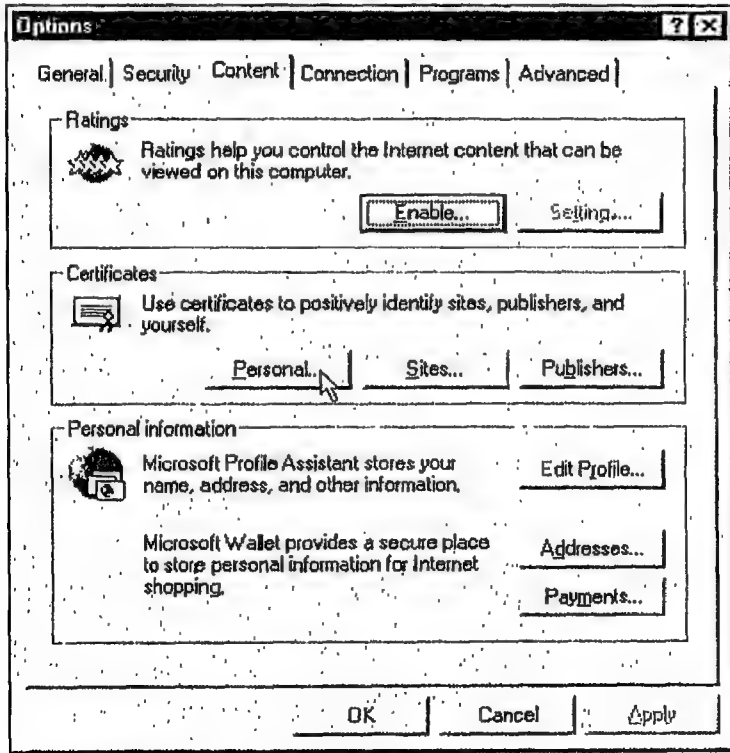 Options
General Security Content Connection Programs Advanced
Ratings
Ratings help you control the Internet content that can be
viewed on this computer.
Enable... Settings...
Certificates
Use certificates to positively identify sites, publishers, and
yourself.
Personal... Sites... Publishers...
Personal information
Microsoft Profile Assistant stores your
name, address, and other information.
Edit Profile...
Microsoft Wallet provides a secure place
to store personal information for Internet
shopping.
Addresses...
Payments...
OK Cancel Apply